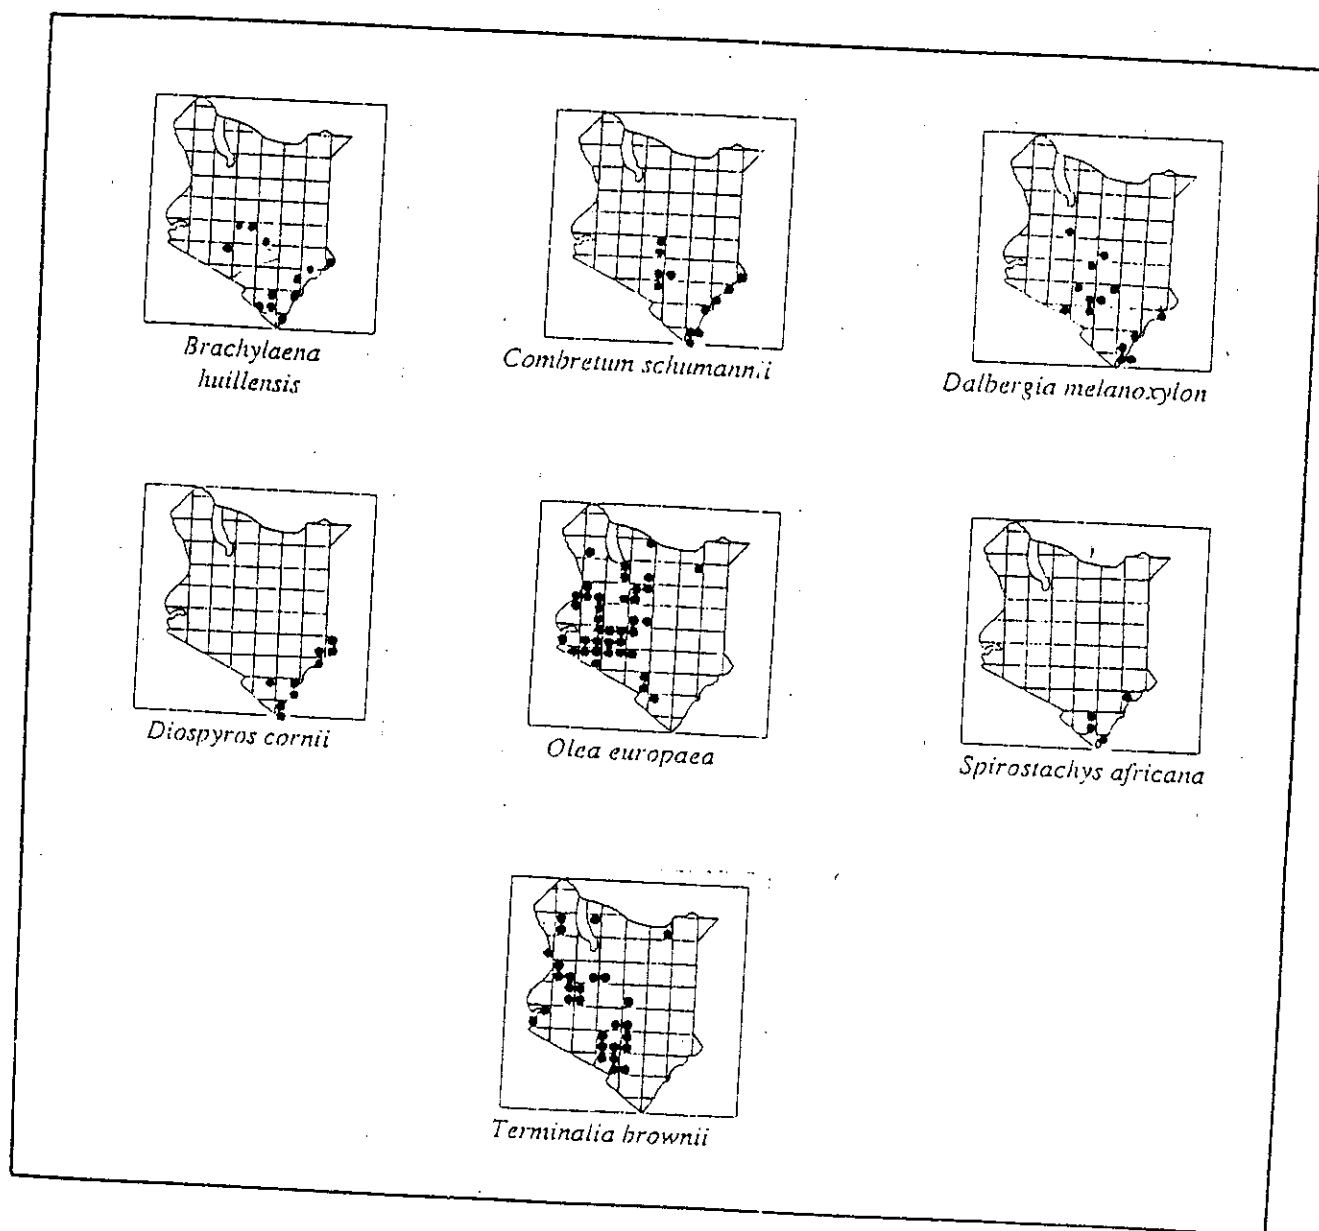 Brachylaena
huillensis
Combretum schumannii
Dalbergia melanoxylon
Diospyros cornii
Olea europaea
Spirostachys africana
Terminalia brownii